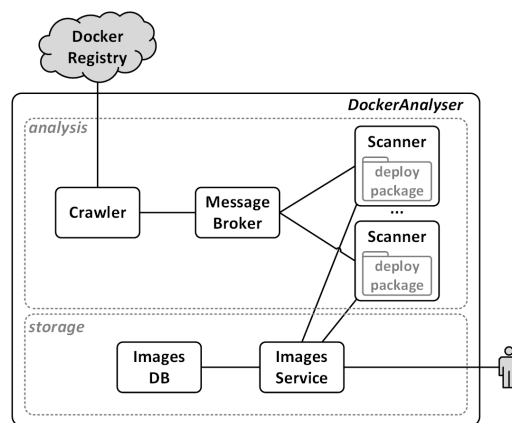 Docker
Registry
DockerAnalyser
analysis
Scanner
deploy
package
Crawler
Message
Broker
...
Scanner
deploy
package
storage
Images
DB
Images
Service